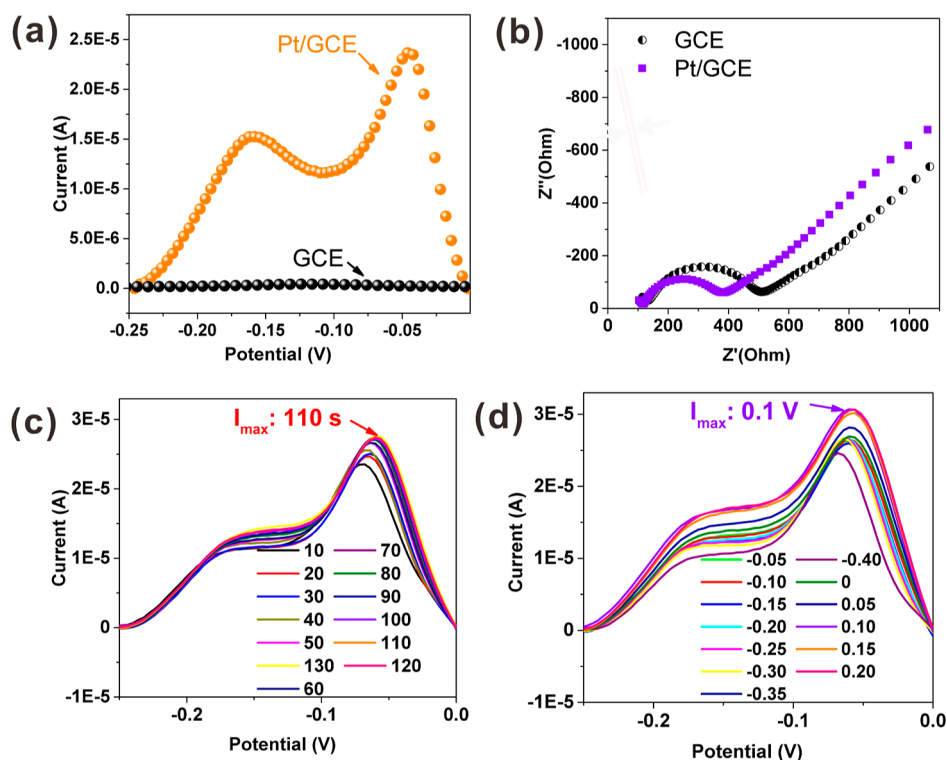 (a)
Pt/GCE
GCE
2.5E-5
2.0E-5
1.5E-5
1.0E-5
5.0E-6
0.0
Current (A)
-0.25 -0.20 -0.15 -0.10 -0.05
Potential (V)
(b)
GCE
Pt/GCE
-1000
-800
-600
-400
-200
0
Z''(Ohm)
0 200 400 600 800 1000
Z'(Ohm)
(c)
Imax: 110 s
3E-5
2E-5
1E-5
0
-1E-5
Current (A)
10 70
20 80
30 90
40 100
50 110
130 120
60
-0.2 -0.1 0.0
Potential (V)
(d)
Imax: 0.1 V
3E-5
2E-5
1E-5
0
-1E-5
Current (A)
-0.05 -0.40
-0.10 0
-0.15 0.05
-0.20 0.10
-0.25 0.15
-0.30 0.20
-0.35
-0.2 -0.1 0.0
Potential (V)